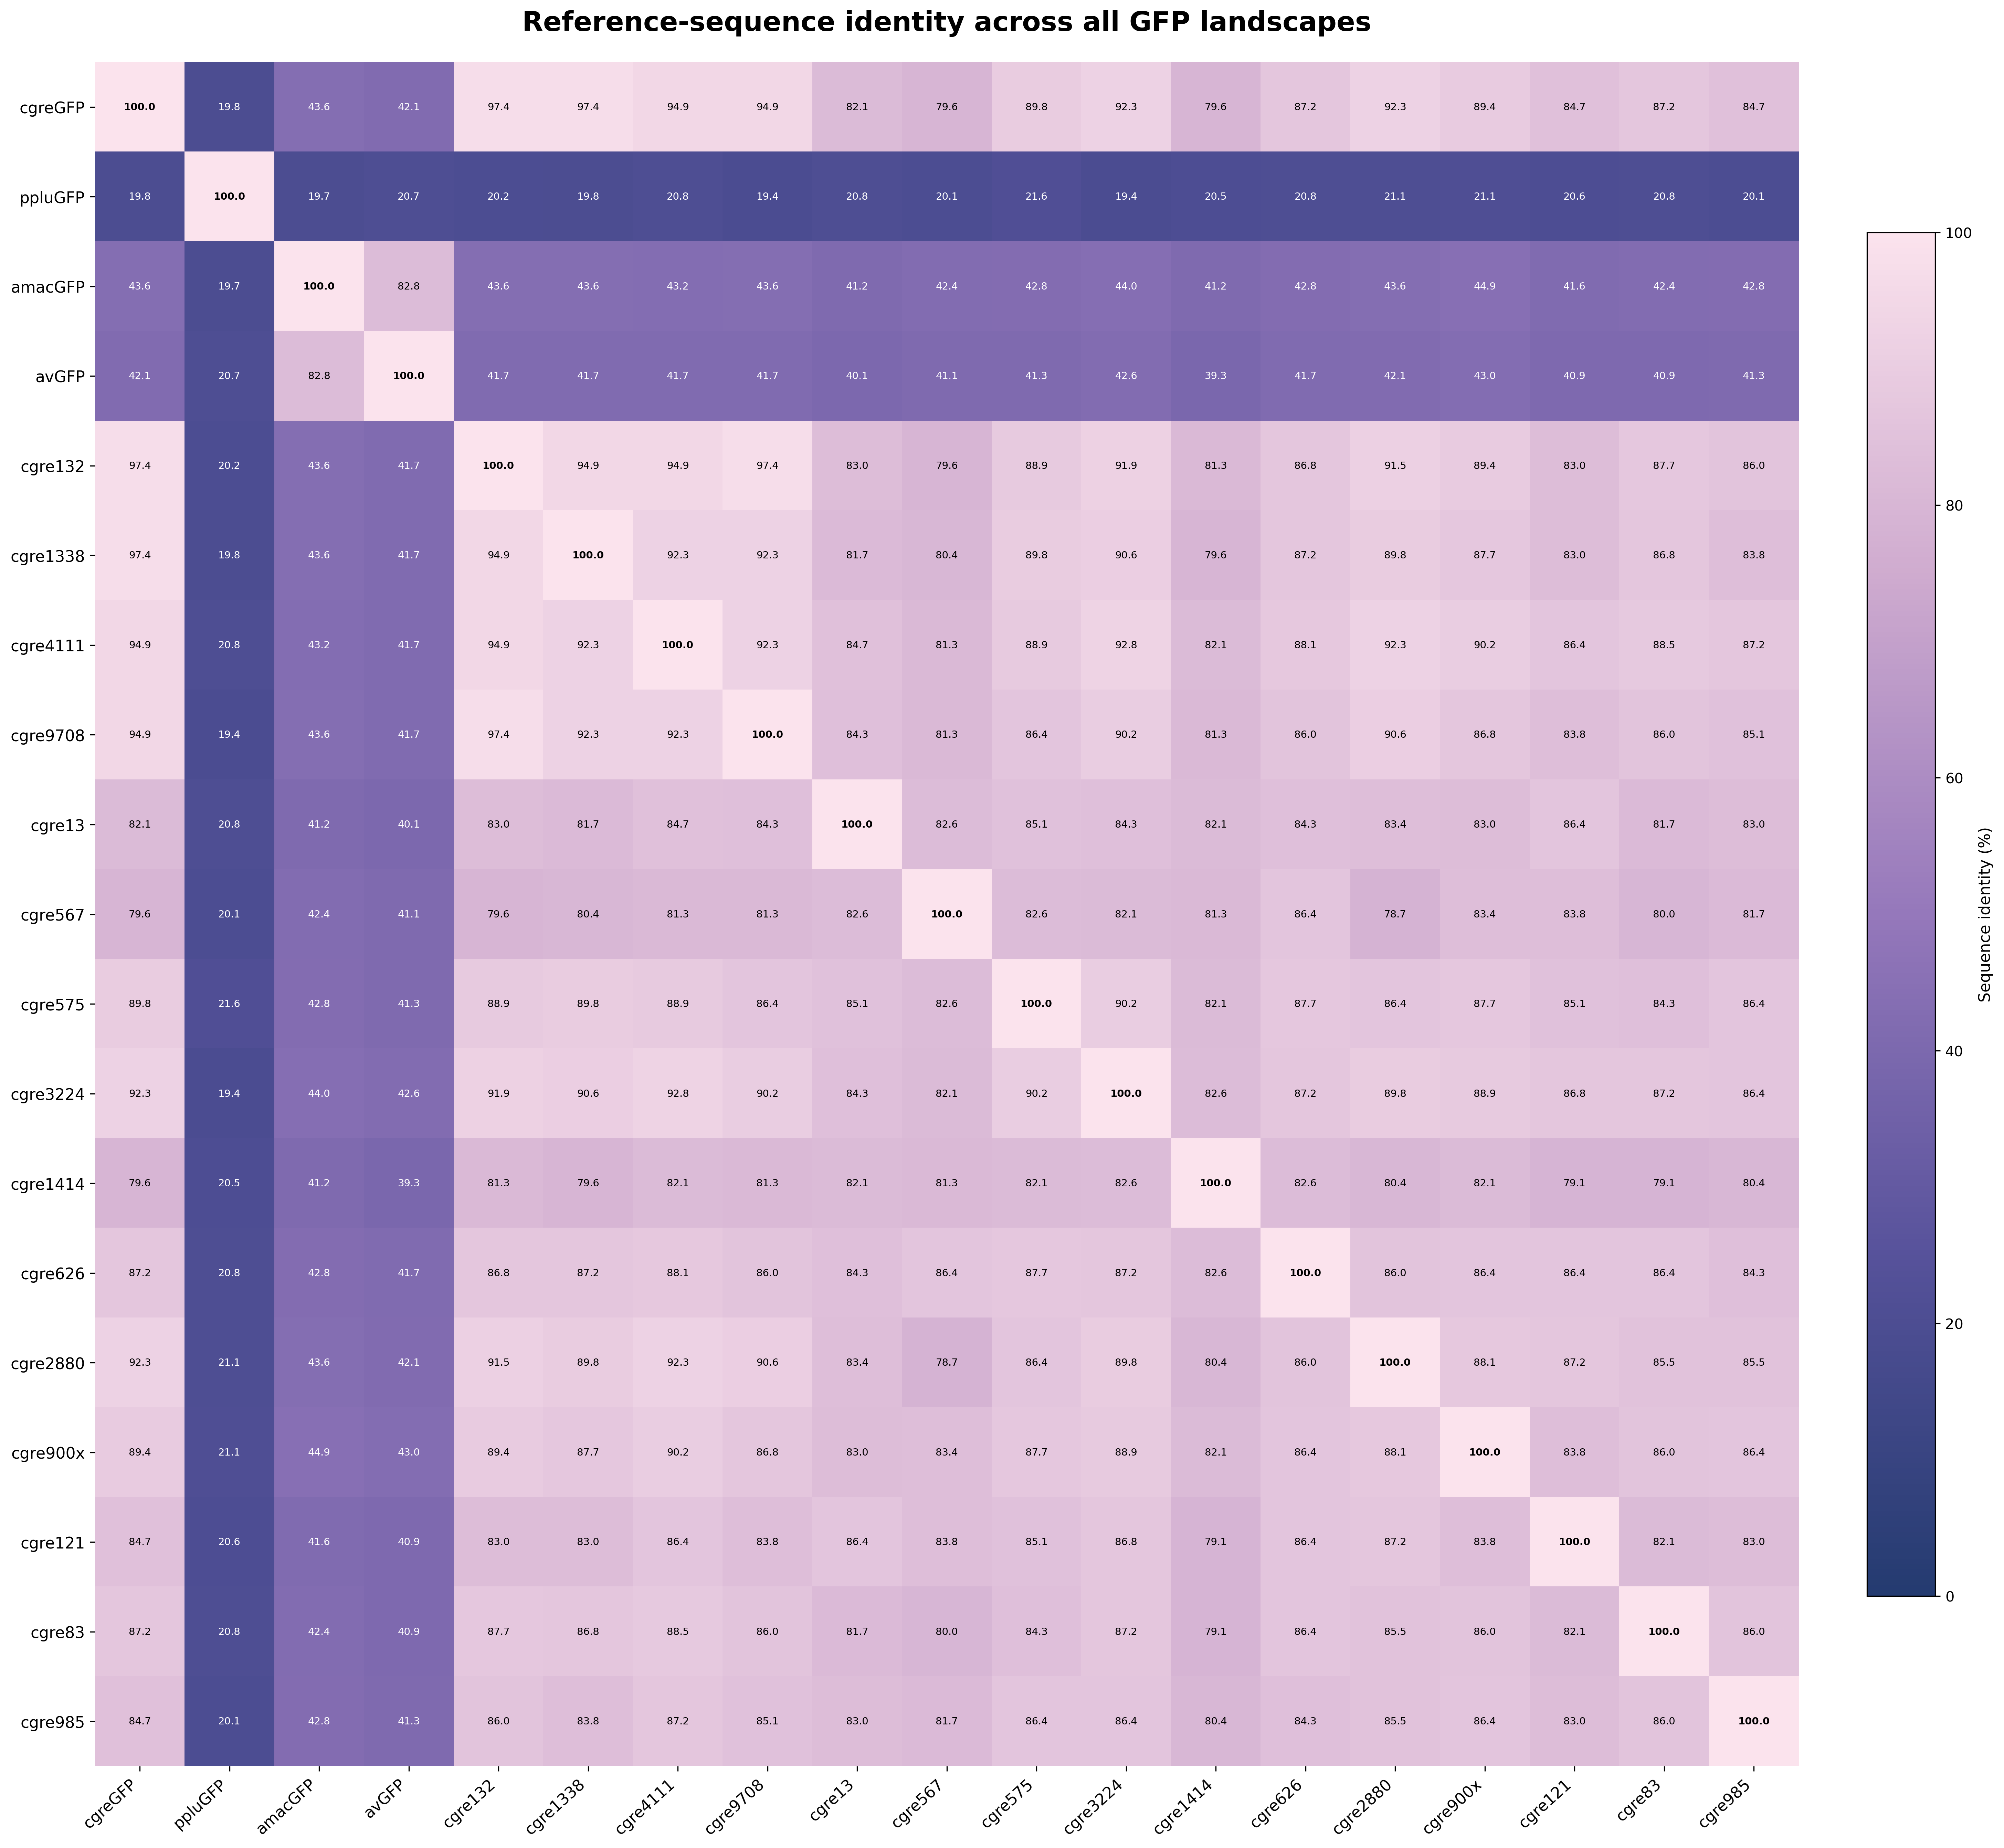 Reference-sequence identity across all GFP landscapes
cgreGFP 100.0 19.8 43.6 42.1 97.4 97.4 94.9 94.9 82.1 79.6 89.8 92.3 79.6 87.2 92.3 89.4 84.7 87.2 84.7
ppluGFP 19.8 100.0 19.7 20.7 20.2 19.8 20.8 19.4 20.8 20.1 21.6 19.4 20.5 20.8 21.1 21.1 20.6 20.8 20.1
amacGFP 43.6 19.7 100.0 82.8 43.6 43.6 43.2 43.6 41.2 42.4 42.8 44.0 41.2 42.8 43.6 44.9 41.6 42.4 42.8
avGFP 42.1 20.7 82.8 100.0 41.7 41.7 41.7 41.7 40.1 41.1 41.3 42.6 39.3 41.7 42.1 43.0 40.9 40.9 41.3
cgre132 97.4 20.2 43.6 41.7 100.0 94.9 94.9 97.4 83.0 79.6 88.9 91.9 81.3 86.8 91.5 89.4 83.0 87.7 86.0
cgre1338 97.4 19.8 43.6 41.7 94.9 100.0 92.3 92.3 81.7 80.4 89.8 90.6 79.6 87.2 89.8 87.7 83.0 86.8 83.8
cgre4111 94.9 20.8 43.2 41.7 94.9 92.3 100.0 92.3 84.7 81.3 88.9 92.8 82.1 88.1 92.3 90.2 86.4 88.5 87.2
cgre9708 94.9 19.4 43.6 41.7 97.4 92.3 92.3 100.0 84.3 81.3 86.4 90.2 81.3 86.0 90.6 86.8 83.8 86.0 85.1
cgre13 82.1 20.8 41.2 40.1 83.0 81.7 84.7 84.3 100.0 82.6 85.1 84.3 82.1 84.3 83.4 83.0 86.4 81.7 83.0
cgre567 79.6 20.1 42.4 41.1 79.6 80.4 81.3 81.3 82.6 100.0 82.6 82.1 81.3 86.4 78.7 83.4 83.8 80.0 81.7
cgre575 89.8 21.6 42.8 41.3 88.9 89.8 88.9 86.4 85.1 82.6 100.0 90.2 82.1 87.7 86.4 87.7 85.1 84.3 86.4
cgre3224 92.3 19.4 44.0 42.6 91.9 90.6 92.8 90.2 84.3 82.1 90.2 100.0 82.6 87.2 89.8 88.9 86.8 87.2 86.4
cgre1414 79.6 20.5 41.2 39.3 81.3 79.6 82.1 81.3 82.1 81.3 82.1 82.6 100.0 82.6 80.4 82.1 79.1 79.1 80.4
cgre626 87.2 20.8 42.8 41.7 86.8 87.2 88.1 86.0 84.3 86.4 87.7 87.2 82.6 100.0 86.0 86.4 86.4 86.4 84.3
cgre2880 92.3 21.1 43.6 42.1 91.5 89.8 92.3 90.6 83.4 78.7 86.4 89.8 80.4 86.0 100.0 88.1 87.2 85.5 85.5
cgre900x 89.4 21.1 44.9 43.0 89.4 87.7 90.2 86.8 83.0 83.4 87.7 88.9 82.1 86.4 88.1 100.0 83.8 86.0 86.4
cgre121 84.7 20.6 41.6 40.9 83.0 83.0 86.4 83.8 86.4 83.8 85.1 86.8 79.1 86.4 87.2 83.8 100.0 82.1 83.0
cgre83 87.2 20.8 42.4 40.9 87.7 86.8 88.5 86.0 81.7 80.0 84.3 87.2 79.1 86.4 85.5 86.0 82.1 100.0 86.0
cgre985 84.7 20.1 42.8 41.3 86.0 83.8 87.2 85.1 83.0 81.7 86.4 86.4 80.4 84.3 85.5 86.4 83.0 86.0 100.0
cgreGFP ppluGFP amacGFP avGFP cgre132 cgre1338 cgre4111 cgre9708 cgre13 cgre567 cgre575 cgre3224 cgre1414 cgre626 cgre2880 cgre900x cgre121 cgre83 cgre985
100
80
60
40
20
0
Sequence identity (%)